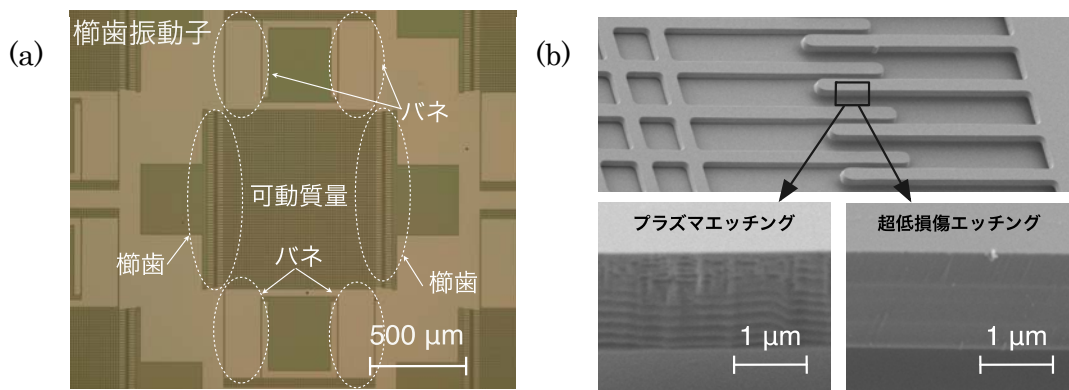 (a)
櫛歯振動子
バネ
可動質量
櫛歯
バネ
櫛歯
500 μm
(b)
プラズマエッチング
超低損傷エッチング
1 μm
1 μm